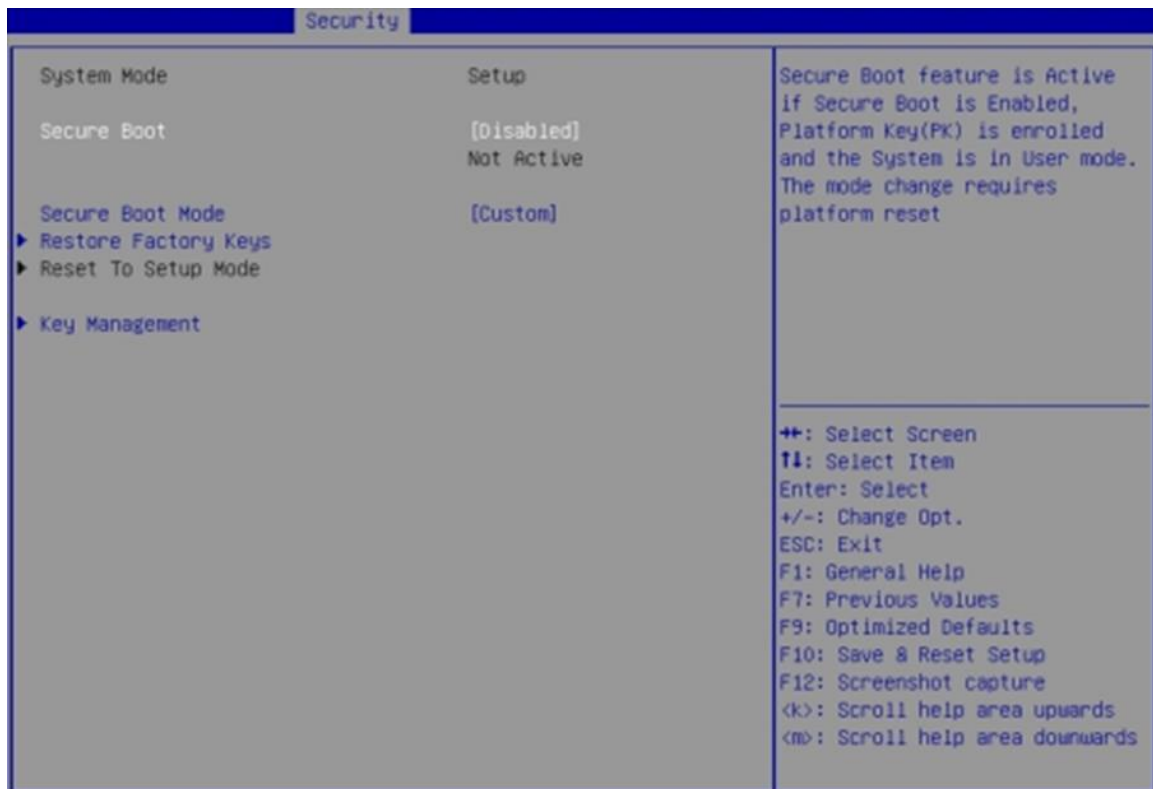 Security
System Mode Setup
Secure Boot [Disabled]
Not Active
Secure Boot Mode [Custom]
Restore Factory Keys
Reset To Setup Mode
Key Management
Secure Boot feature is Active
if Secure Boot is Enabled,
Platform Key(PK) is enrolled
and the System is in User mode.
The mode change requires
platform reset
→←: Select Screen
↑↓: Select Item
Enter: Select
+/-: Change Opt.
ESC: Exit
F1: General Help
F7: Previous Values
F9: Optimized Defaults
F10: Save & Reset Setup
F12: Screenshot capture
<k>: Scroll help area upwards
<m>: Scroll help area downwards